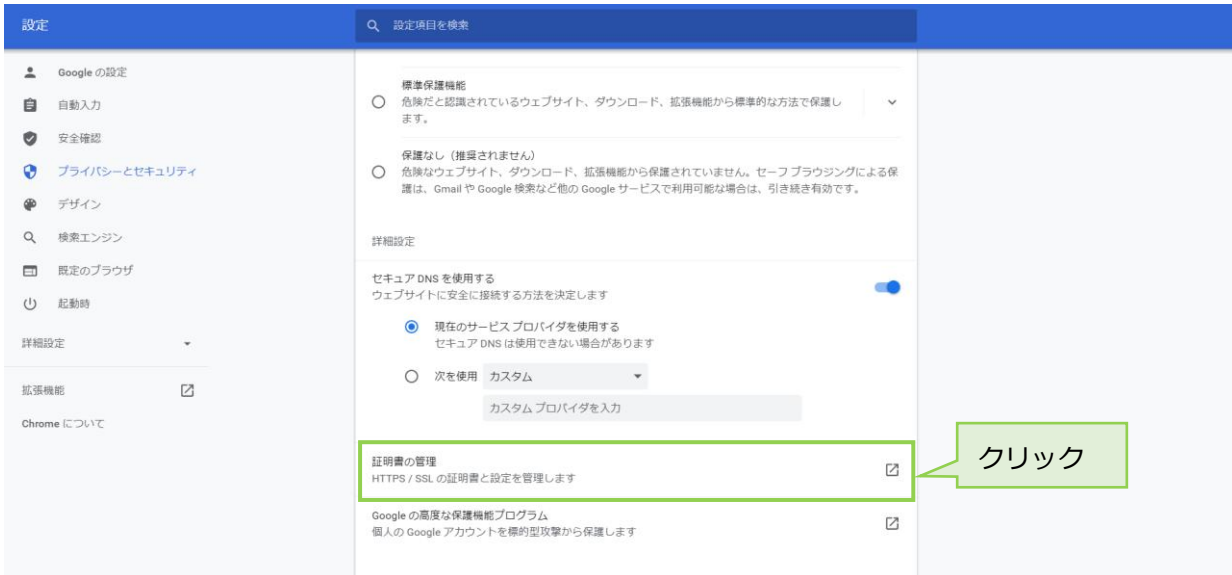 設定
設定項目を検索
Google の設定
自動入力
安全確認
プライバシーとセキュリティ
デザイン
検索エンジン
既定のブラウザ
起動時
詳細設定
拡張機能
Chrome について
標準保護機能
危険だと認識されているウェブサイト、ダウンロード、拡張機能から標準的な方法で保護し
ます。
保護なし（推奨されません）
危険なウェブサイト、ダウンロード、拡張機能から保護されていません。セーフ ブラウジングによる保
護は、Gmail や Google 検索など他の Google サービスで利用可能な場合は、引き続き有効です。
詳細設定
セキュア DNS を使用する
ウェブサイトに安全に接続する方法を決定します
現在のサービス プロバイダを使用する
セキュア DNS は使用できない場合があります
次を使用 カスタム
カスタム プロバイダを入力
証明書の管理
HTTPS / SSL の証明書と設定を管理します
クリック
Google の高度な保護機能プログラム
個人の Google アカウントを標的型攻撃から保護します